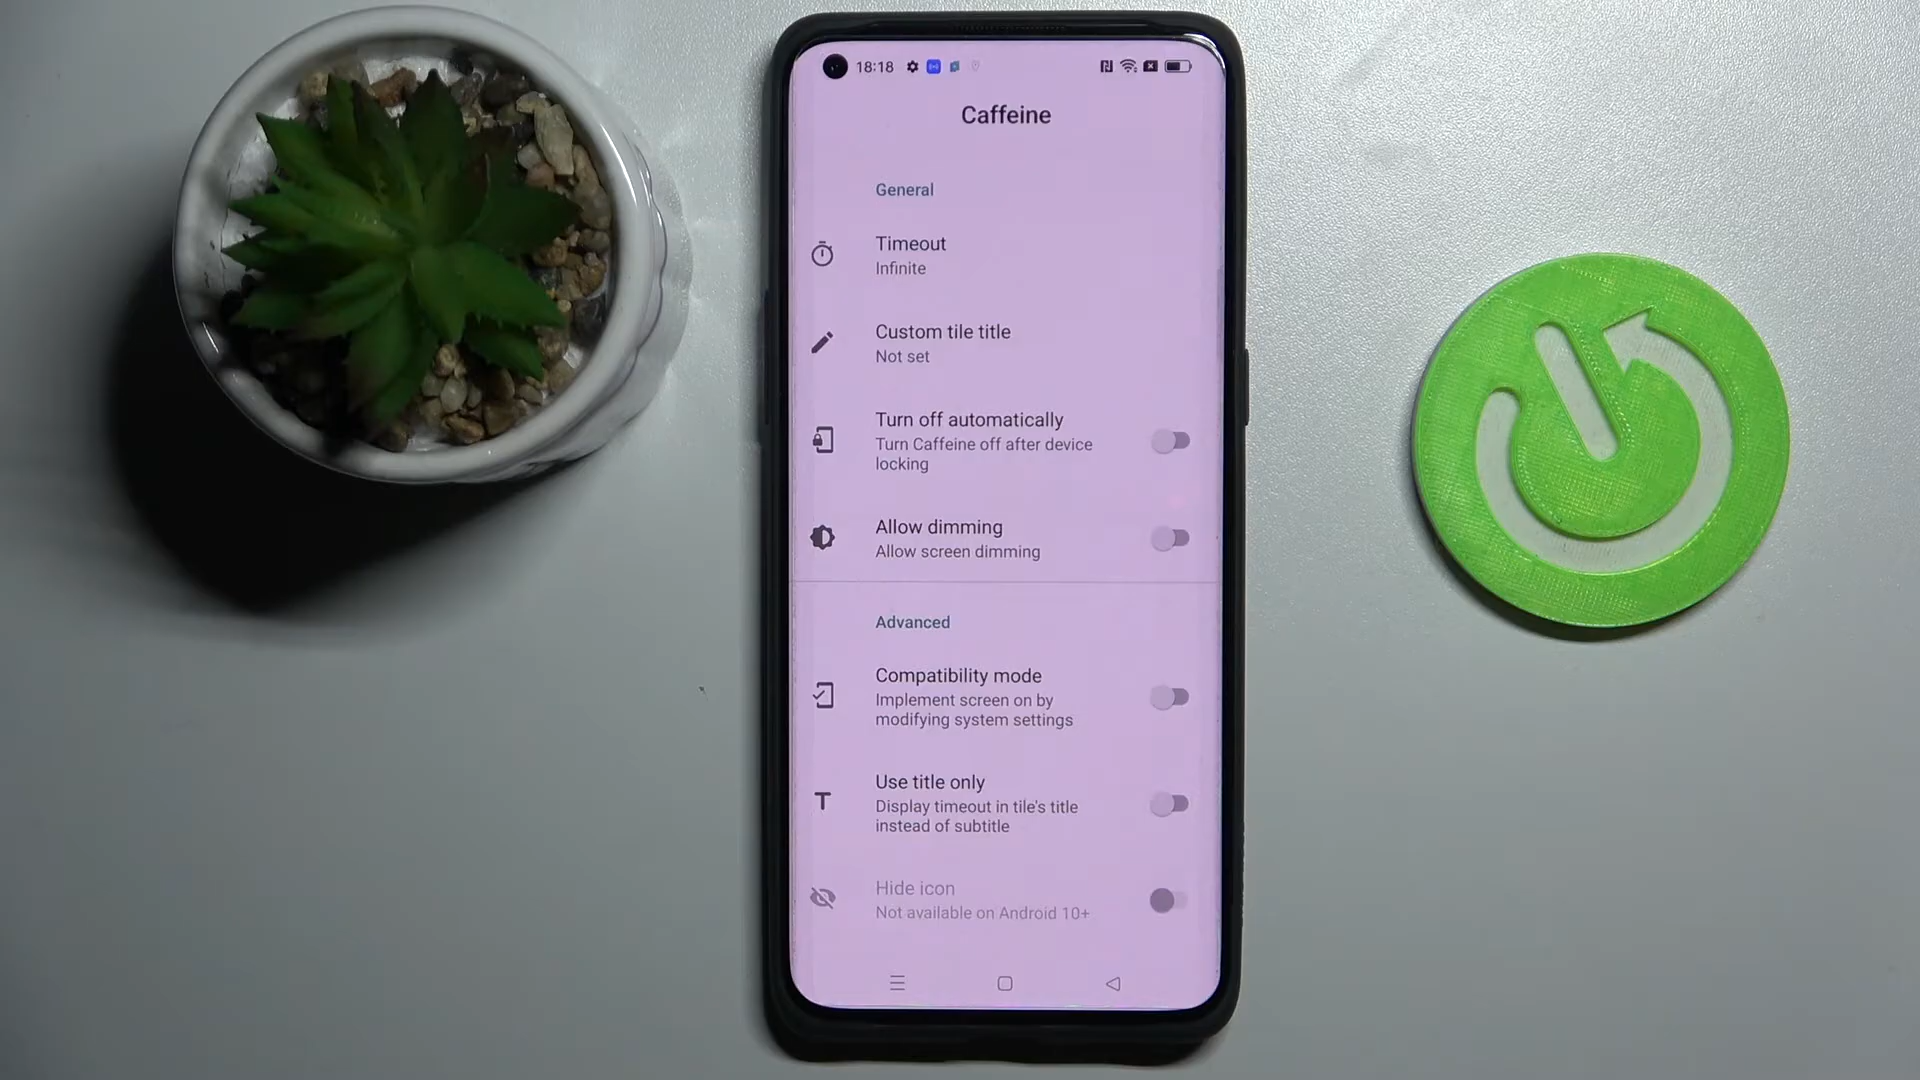 18:18
Caffeine
General
Timeout
Infinite
Custom tile title
Not set
Turn off automatically
Turn Caffeine off after device
locking
Allow dimming
Allow screen dimming
Advanced
Compatibility mode
Implement screen on by
modifying system settings
Use title only
Display timeout in tile's title
instead of subtitle
Hide icon
Not available on Android 10+